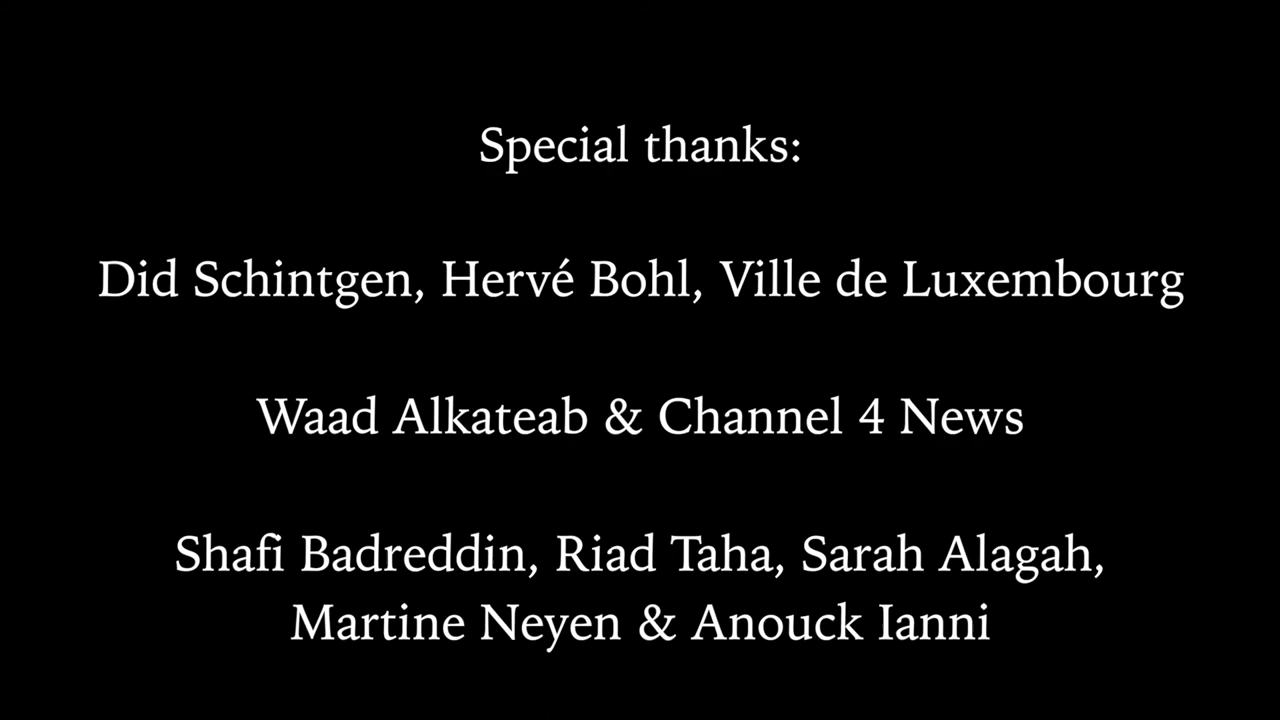 Special thanks:
Did Schintgen, Hervé Bohl, Ville de Luxembourg
Waad Alkateab & Channel 4 News
Shafi Badreddin, Riad Taha, Sarah Alagah,
Martine Neyen & Anouck Ianni